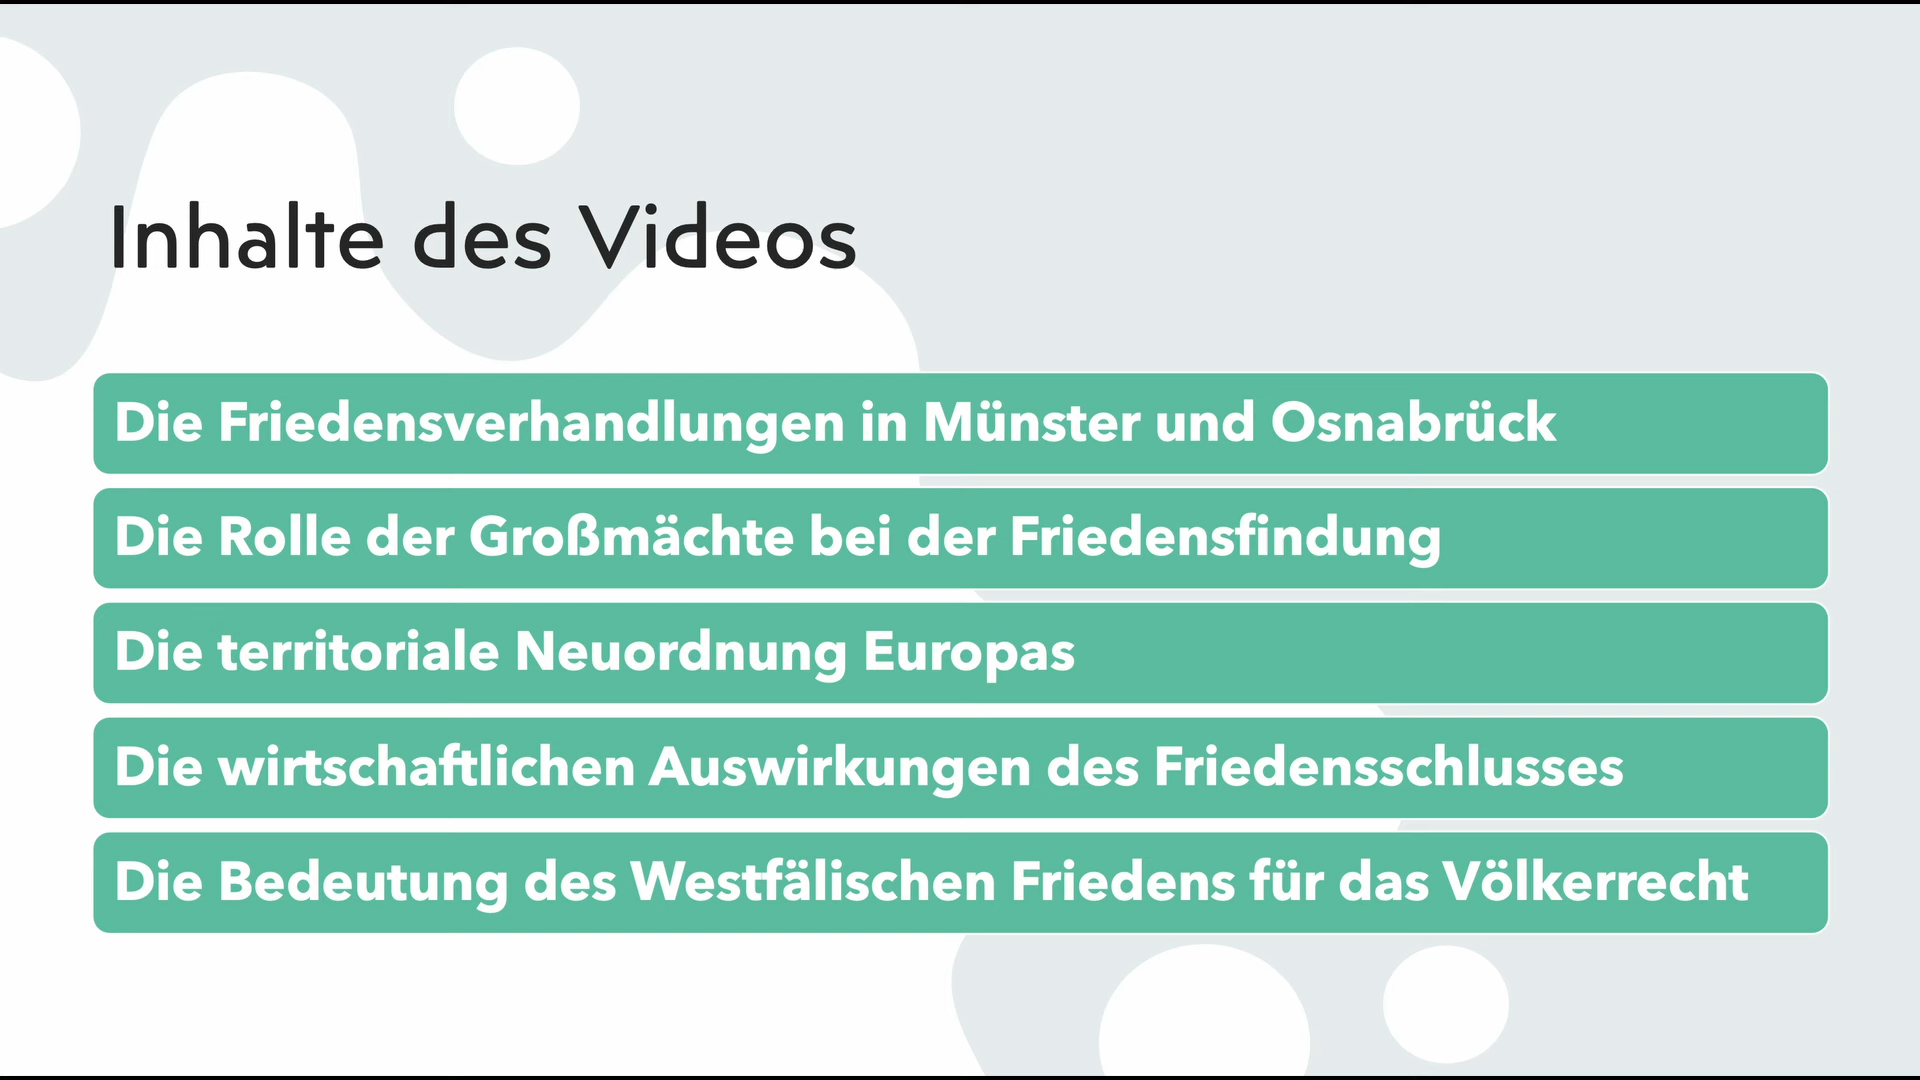 Inhalte des Videos
Die Friedensverhandlungen in Münster und Osnabrück
Die Rolle der Großmächte bei der Friedensfindung
Die territoriale Neuordnung Europas
Die wirtschaftlichen Auswirkungen des Friedensschlusses
Die Bedeutung des Westfälischen Friedens für das Völkerrecht